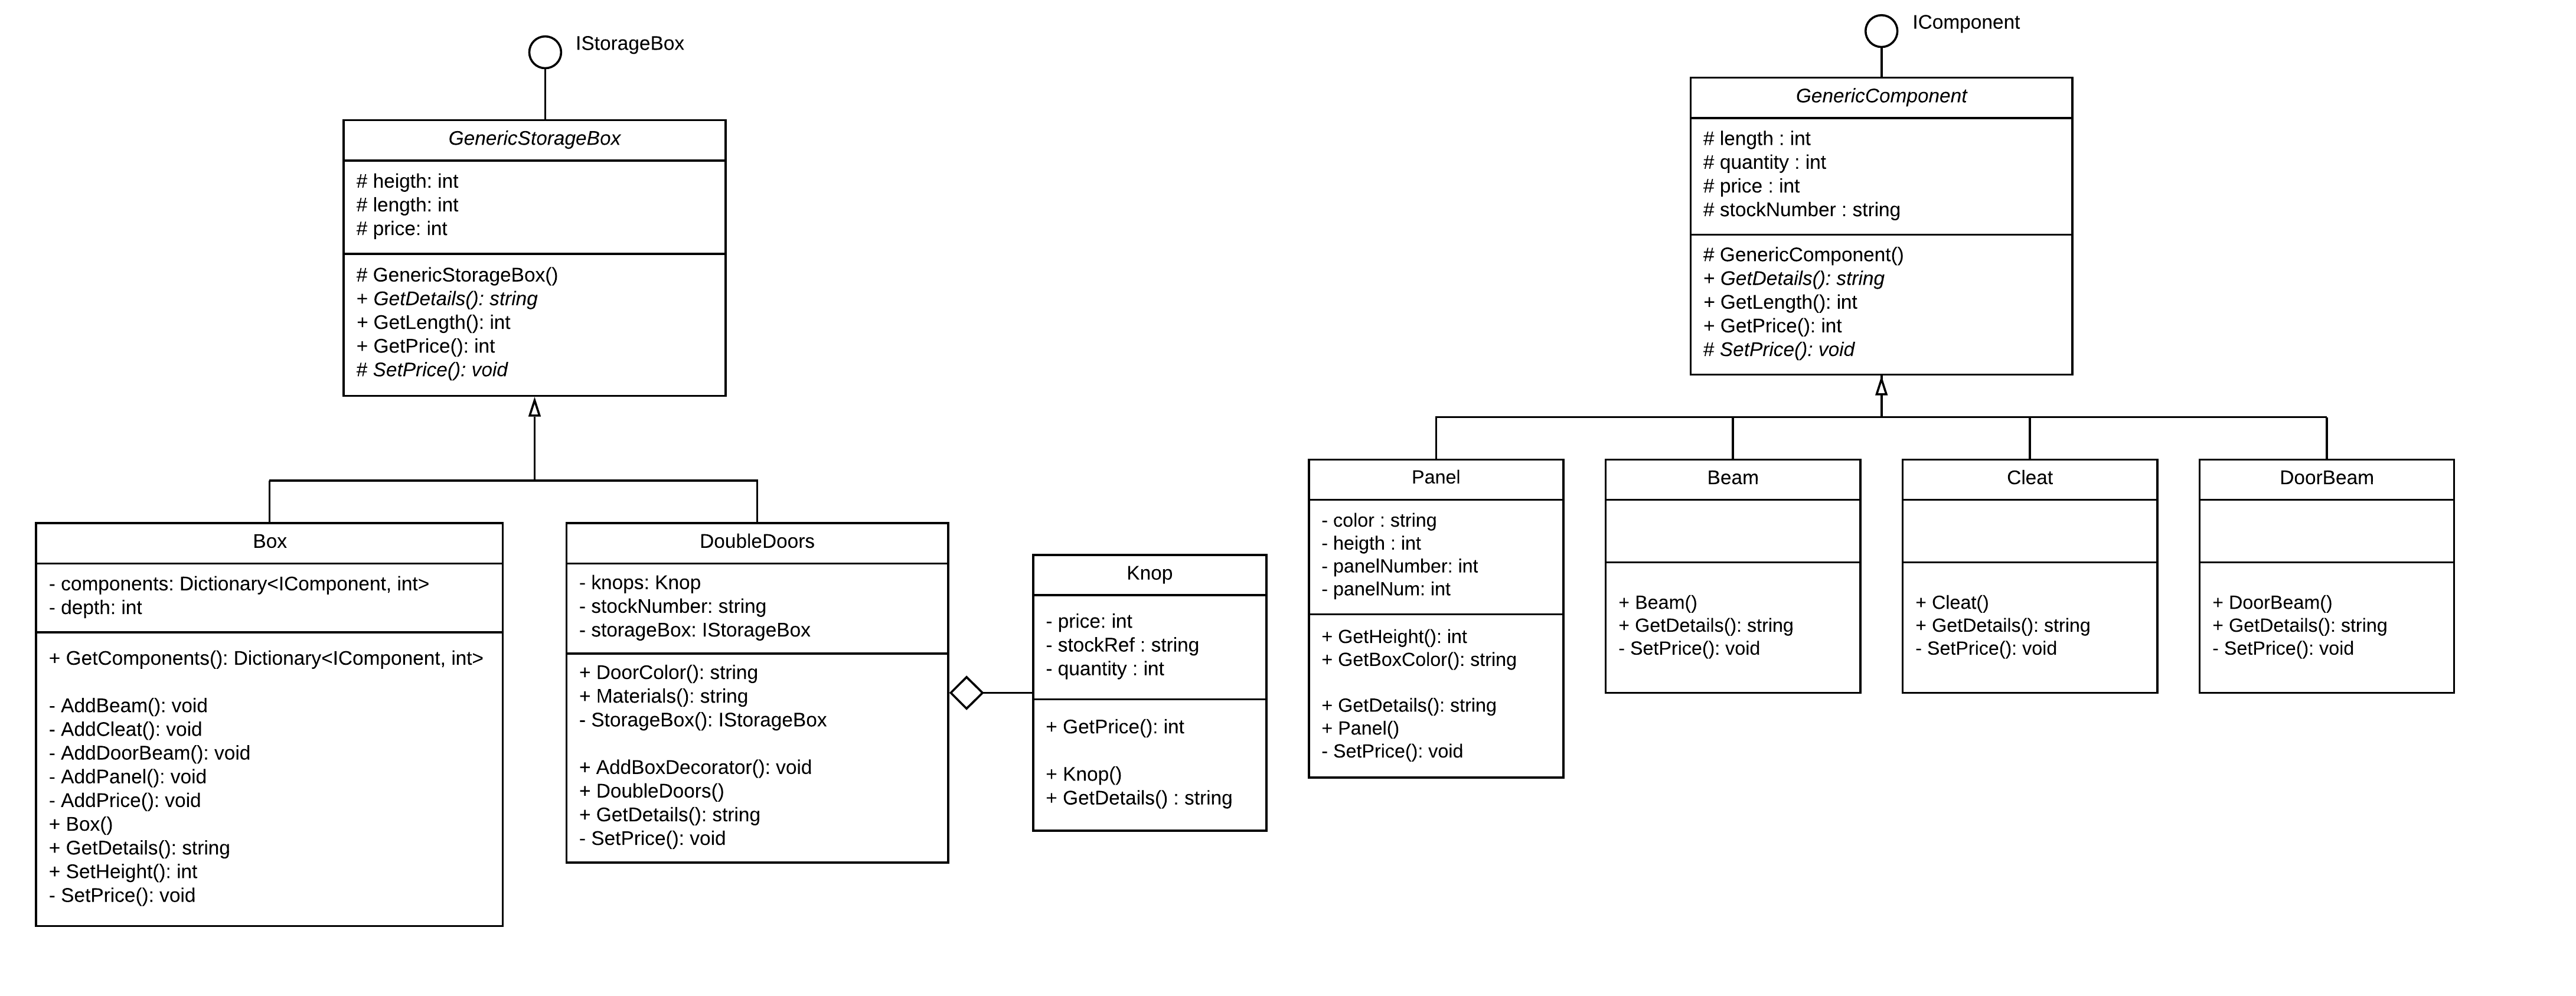 IStorageBox
GenericStorageBox
# heigth: int
# length: int
# price: int
# GenericStorageBox()
+ GetDetails(): string
+ GetLength(): int
+ GetPrice(): int
# SetPrice(): void
Box
- components: Dictionary<IComponent, int>
- depth: int
+ GetComponents(): Dictionary<IComponent, int>
- AddBeam(): void
- AddCleat(): void
- AddDoorBeam(): void
- AddPanel(): void
- AddPrice(): void
+ Box()
+ GetDetails(): string
+ SetHeight(): int
- SetPrice(): void
DoubleDoors
- knops: Knop
- stockNumber: string
- storageBox: IStorageBox
+ DoorColor(): string
+ Materials(): string
- StorageBox(): IStorageBox
+ AddBoxDecorator(): void
+ DoubleDoors()
+ GetDetails(): string
- SetPrice(): void
Knop
- price: int
- stockRef : string
- quantity : int
+ GetPrice(): int
+ Knop()
+ GetDetails() : string
IComponent
GenericComponent
# length : int
# quantity : int
# price : int
# stockNumber : string
# GenericComponent()
+ GetDetails(): string
+ GetLength(): int
+ GetPrice(): int
# SetPrice(): void
Panel
- color : string
- heigth : int
- panelNumber: int
- panelNum: int
+ GetHeight(): int
+ GetBoxColor(): string
+ GetDetails(): string
+ Panel()
- SetPrice(): void
Beam
+ Beam()
+ GetDetails(): string
- SetPrice(): void
Cleat
+ Cleat()
+ GetDetails(): string
- SetPrice(): void
DoorBeam
+ DoorBeam()
+ GetDetails(): string
- SetPrice(): void